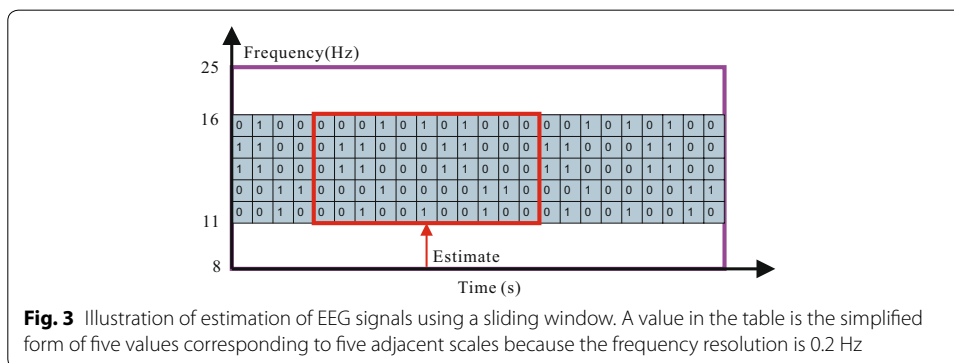 Frequency(Hz)
25
16
0 1 0 0 0 0 0 1 0 1 0 1 0 0 0 0 0 1 0 1 0 1 0 0
1 1 0 0 0 1 1 0 0 0 1 1 0 0 0 1 1 0 0 0 1 1 0 0
1 1 0 0 0 1 1 0 0 0 1 1 0 0 0 1 1 0 0 0 1 1 0 0
0 0 1 1 0 0 0 1 0 0 0 0 1 1 0 0 0 1 0 0 0 0 1 1
0 0 1 0 0 0 1 0 0 1 0 0 1 0 0 0 1 0 0 1 0 0 1 0
11
Estimate
8
Time (s)
Fig. 3 Illustration of estimation of EEG signals using a sliding window. A value in the table is the simplified
form of five values corresponding to five adjacent scales because the frequency resolution is 0.2 Hz